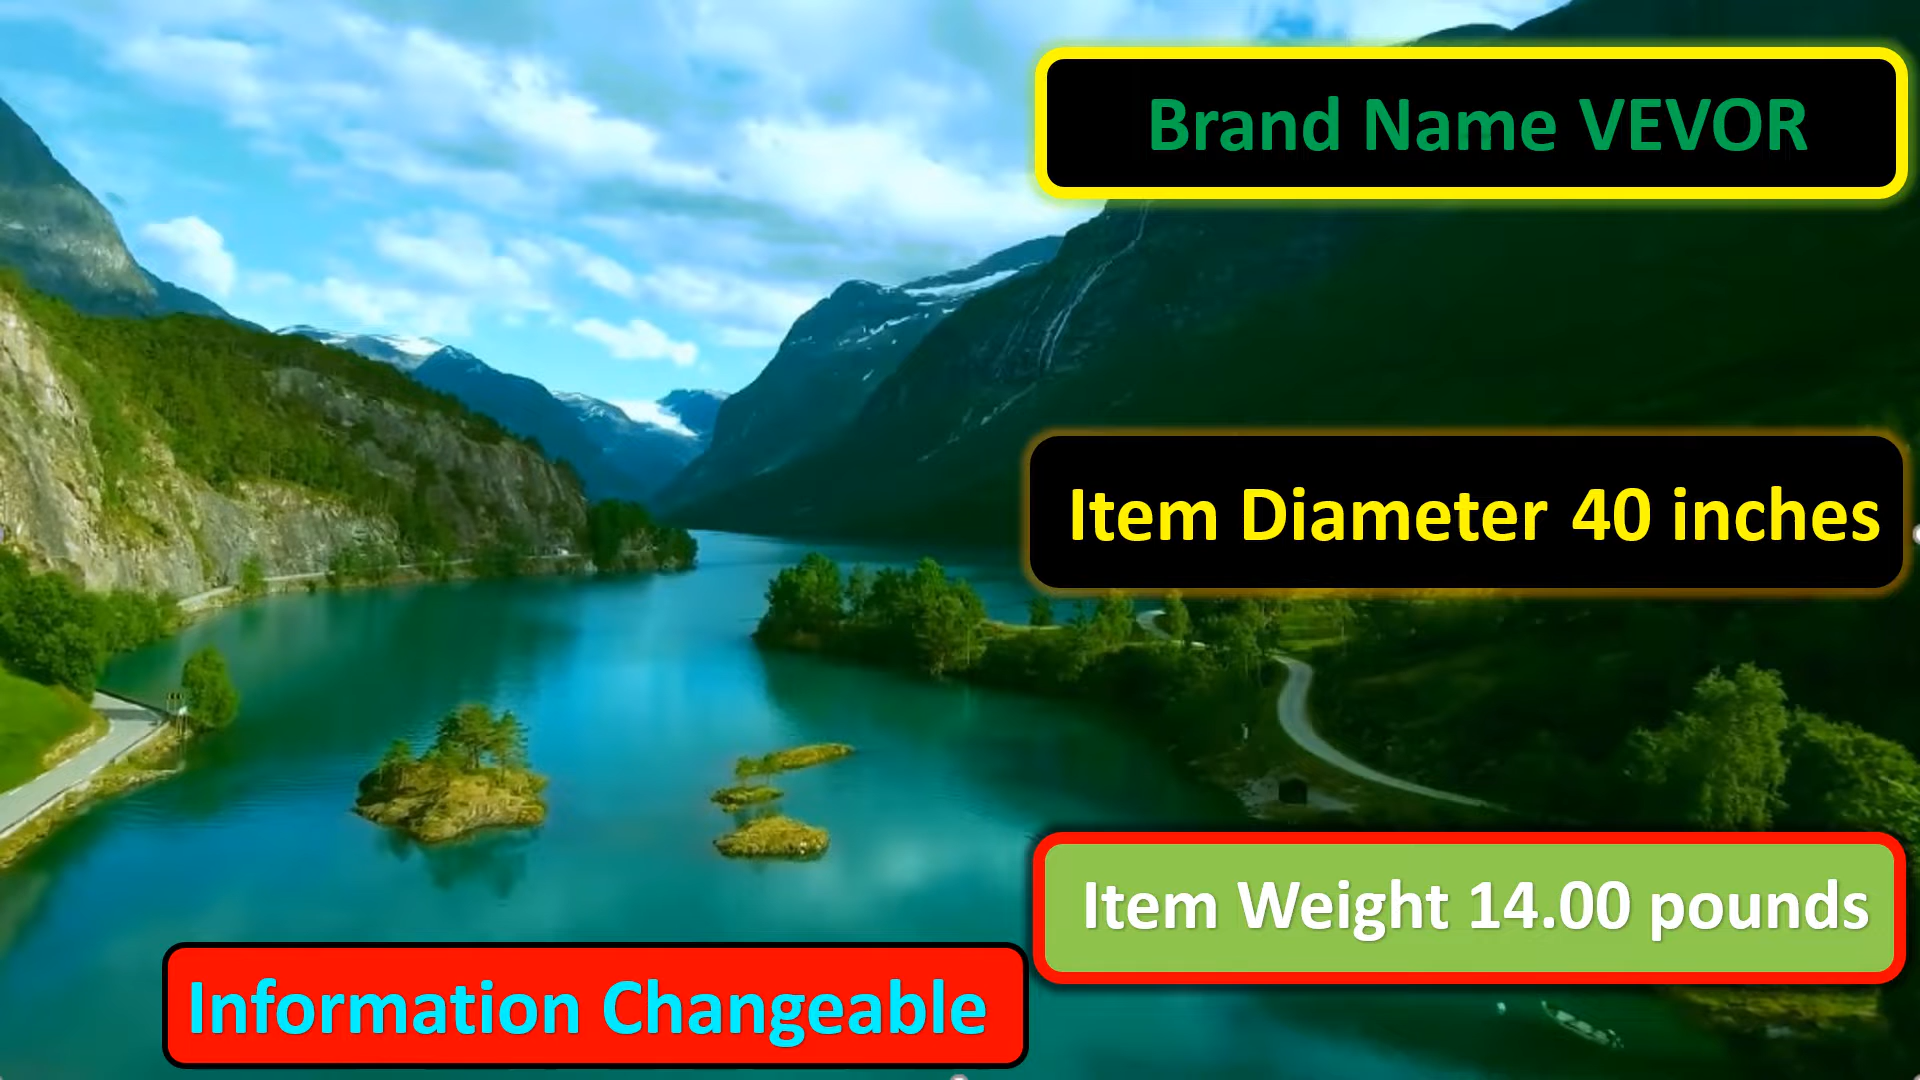 Brand Name VEVOR
Item Diameter 40 inches
Item Weight 14.00 pounds
Information Changeable